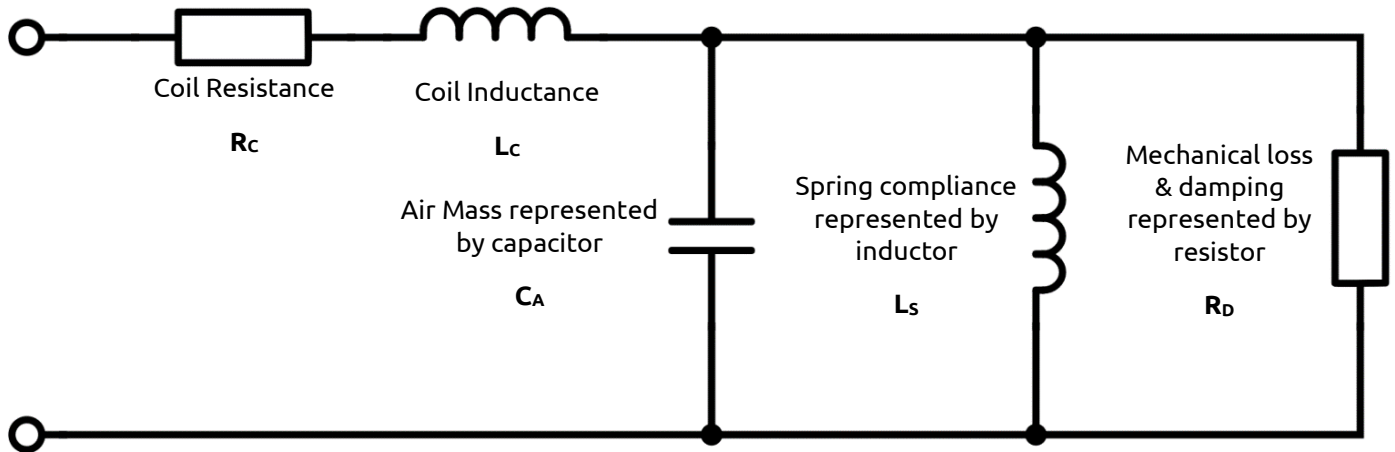 Coil Resistance
RC
Coil Inductance
LC
Air Mass represented
by capacitor
CA
Spring compliance
represented by
inductor
LS
Mechanical loss
& damping
represented by
resistor
RD